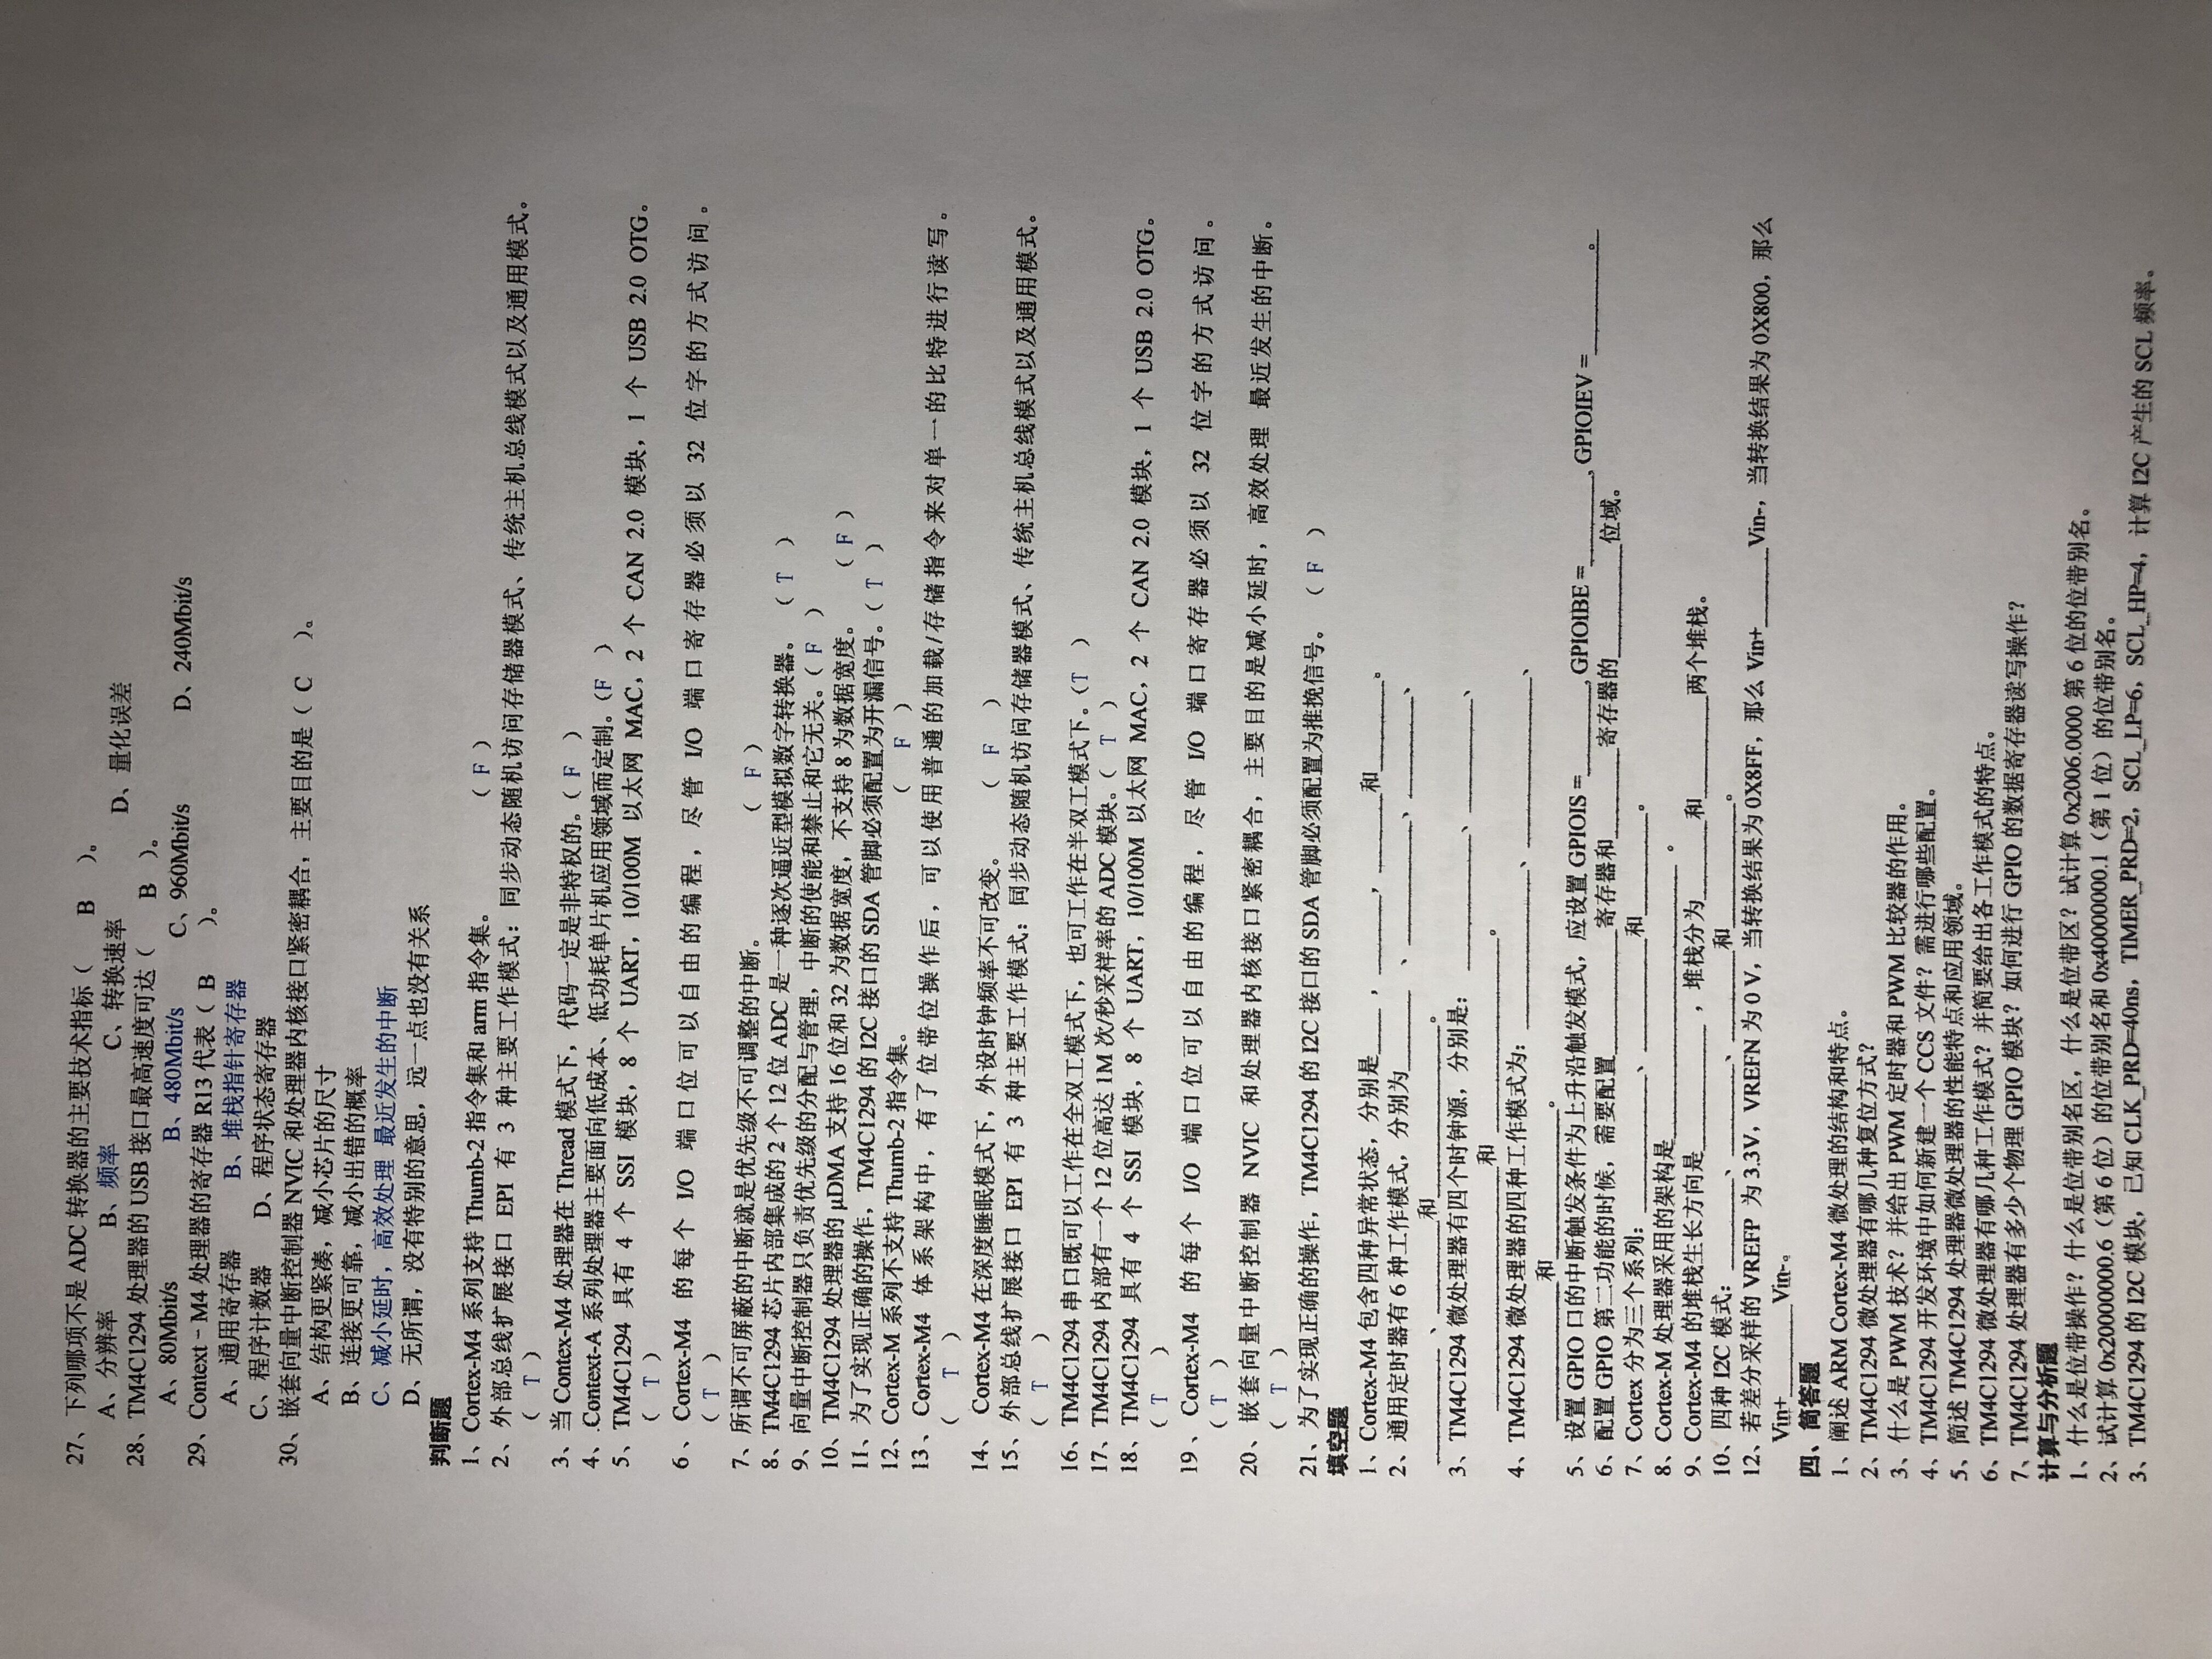 27、下列哪项不是 ADC 转换器的主要技术指标（ B ）。
A、分辨率 B、频率 C、转换速率 D、量化误差
28、TM4C1294 处理器的 USB 接口最高速度可达（ B ）。
A、80Mbit/s B、480Mbit/s C、960Mbit/s D、240Mbit/s
29、Context－M4 处理器的寄存器 R13 代表（ B ）。
A、通用寄存器 B、堆栈指针寄存器
C、程序计数器 D、程序状态寄存器
30、嵌套向量中断控制器 NVIC 和处理器内核接口紧密耦合，主要目的是（ C ）。
A、结构更紧凑，减小芯片的尺寸
B、连接更可靠，减小出错的概率
C、减小延时，高效处理 最近发生的中断
D、无所谓，没有特别的意思，远一点也没有关系
判断题
1、Cortex-M4 系列支持 Thumb-2 指令集和 arm 指令集。 （ F ）
2、外部总线扩展接口 EPI 有 3 种主要工作模式：同步动态随机访问存储器模式、传统主机总线模式以及通用模式。
（ T ）
3、当 Contex-M4 处理器在 Thread 模式下，代码一定是非特权的。（ F ）
4、.Context-A 系列处理器主要面向低成本、低功耗单片机应用领域而定制。（F ）
5、TM4C1294 具有 4 个 SSI 模块，8 个 UART，10/100M 以太网 MAC，2 个 CAN 2.0 模块，1 个 USB 2.0 OTG。
（ T ）
6、Cortex-M4 的每个 I/O 端口位可以自由的编程，尽管 I/O 端口寄存器必须以 32 位字的方式访问。
（ T ）
7、所谓不可屏蔽的中断就是优先级不可调整的中断。 （ F ）
8、TM4C1294 芯片内部集成的 2 个 12 位 ADC 是一种逐次逼近型模拟数字转换器。 （ T ）
9、向量中断控制器只负责优先级的分配与管理，中断的使能和禁止和它无关。（ F ）
10、TM4C1294 处理器的 μDMA 支持 16 位和 32 为数据宽度，不支持 8 为数据宽度。 （ F ）
11、为了实现正确的操作，TM4C1294 的 I2C 接口的 SDA 管脚必须配置为开漏信号。（ T ）
12、Cortex-M 系列不支持 Thumb-2 指令集。 （ F ）
13、Cortex-M4 体系架构中，有了位带位操作后，可以使用普通的加载/存储指令来对单一的比特进行读写。
（ T ）
14、 Cortex-M4 在深度睡眠模式下，外设时钟频率不可改变。 （ F ）
15、外部总线扩展接口 EPI 有 3 种主要工作模式：同步动态随机访问存储器模式、传统主机总线模式以及通用模式。
（ T ）
16、TM4C1294 串口既可以工作在全双工模式下，也可工作在半双工模式下。（T ）
17、TM4C1294 内部有一个 12 位高达 1M 次/秒采样率的 ADC 模块。（ T ）
18、TM4C1294 具有 4 个 SSI 模块，8 个 UART，10/100M 以太网 MAC，2 个 CAN 2.0 模块，1 个 USB 2.0 OTG。
（ T ）
19、Cortex-M4 的每个 I/O 端口位可以自由的编程，尽管 I/O 端口寄存器必须以 32 位字的方式访问。
（ T ）
20、嵌套向量中断控制器 NVIC 和处理器内核接口紧密耦合，主要目的是减小延时，高效处理 最近发生的中断。
（ T ）
21、为了实现正确的操作，TM4C1294 的 I2C 接口的 SDA 管脚必须配置为推挽信号。 （ F ）
填空题
1、Cortex-M4 包含四种异常状态，分别是____，______，______和______。
2、通用定时器有 6 种工作模式，分别为______、________、________、
________、______和__________。
3、TM4C1294 微处理器有四个时钟源，分别是： ________、________、
______________和__________。
4、TM4C1294 微处理器的四种工作模式为：__________、__________、
________和________。
5、设置 GPIO 口的中断触发条件为上升沿触发模式，应设置 GPIOIS =______, GPIOIBE =______, GPIOIEV =______。
6、配置 GPIO 第二功能的时候，需要配置________寄存器和______寄存器的______位域。
7、Cortex 分为三个系列：________、________和______。
8、Cortex-M 处理器采用的架构是______________。
9、Cortex-M4 的堆栈生长方向是________，堆栈分为______和______两个堆栈。
10、四种 I2C 模式：______、______、______和______。
12、若差分采样的 VREFP 为 3.3V，VREFN 为 0 V，当转换结果为 0X8FF，那么 Vin+______Vin-，当转换结果为 0X800，那么
Vin+______Vin-。
四、简答题
1、阐述 ARM Cortex-M4 微处理的结构和特点。
2、TM4C1294 微处理器有哪几种复位方式？
3、什么是 PWM 技术？并给出 PWM 定时器和 PWM 比较器的作用。
4、TM4C1294 开发环境中如何新建一个 CCS 文件？需进行哪些配置。
5、简述 TM4C1294 处理器微处理器的性能特点和应用领域。
6、TM4C1294 微处理器有哪几种工作模式？并简要给出各工作模式的特点。
7、TM4C1294 处理器有多少个物理 GPIO 模块？如何进行 GPIO 的数据寄存器读写操作？
计算与分析题
1、什么是位带操作？什么是位带别名区，什么是位带区？试计算 0x2006.0000 第 6 位的位带别名。
2、试计算 0x20000000.6（第 6 位）的位带别名和 0x40000000.1（第 1 位）的位带别名。
3、TM4C1294 的 I2C 模块，已知 CLK_PRD=40ns，TIMER_PRD=2，SCL_LP=6，SCL_HP=4，计算 I2C 产生的 SCL 频率。